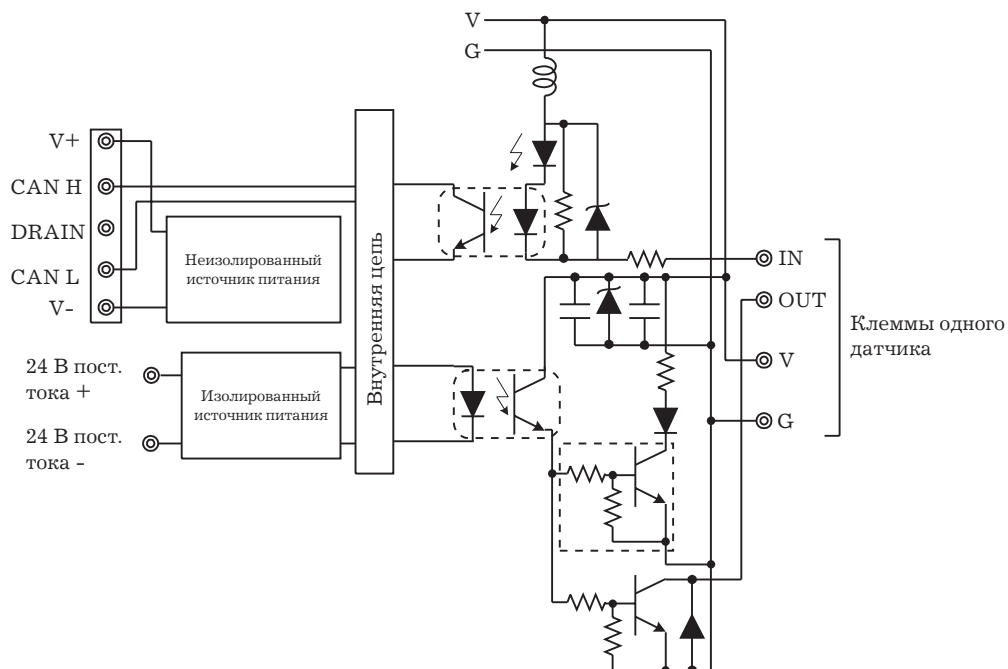 V
G
V+
CAN H
DRAIN
CAN L
V-
Неизолированный
источник питания
24 В пост.
тока +
24 В пост.
тока -
Изолированный
источник питания
Внутренняя цепь
IN
OUT
V
G
Клеммы одного
датчика